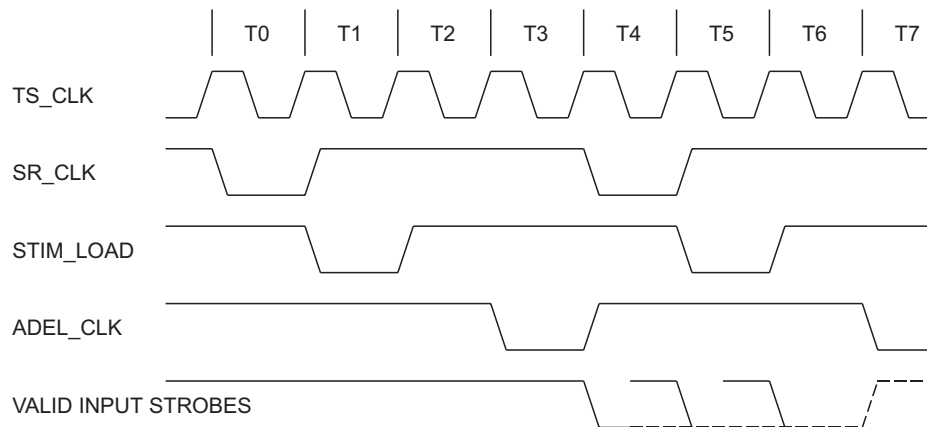 T0 T1 T2 T3 T4 T5 T6 T7
TS_CLK
SR_CLK
STIM_LOAD
ADEL_CLK
VALID INPUT STROBES